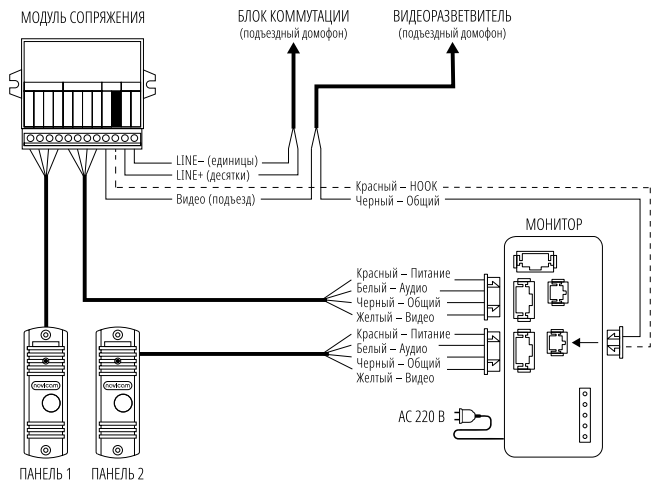 МОДУЛЬ СОПРЯЖЕНИЯ
БЛОК КОММУТАЦИИ
(подъездный домофон)
ВИДЕОРАЗВЕТВИТЕЛЬ
(подъездный домофон)
LINE– (единицы)
LINE+ (десятки)
Видео (подъезд)
Красный – HOOK
Черный – Общий
МОНИТОР
Красный – Питание
Белый – Аудио
Черный – Общий
Желтый – Видео
Красный – Питание
Белый – Аудио
Черный – Общий
Желтый – Видео
AC 220 В
novicom
novicom
ПАНЕЛЬ 1
ПАНЕЛЬ 2